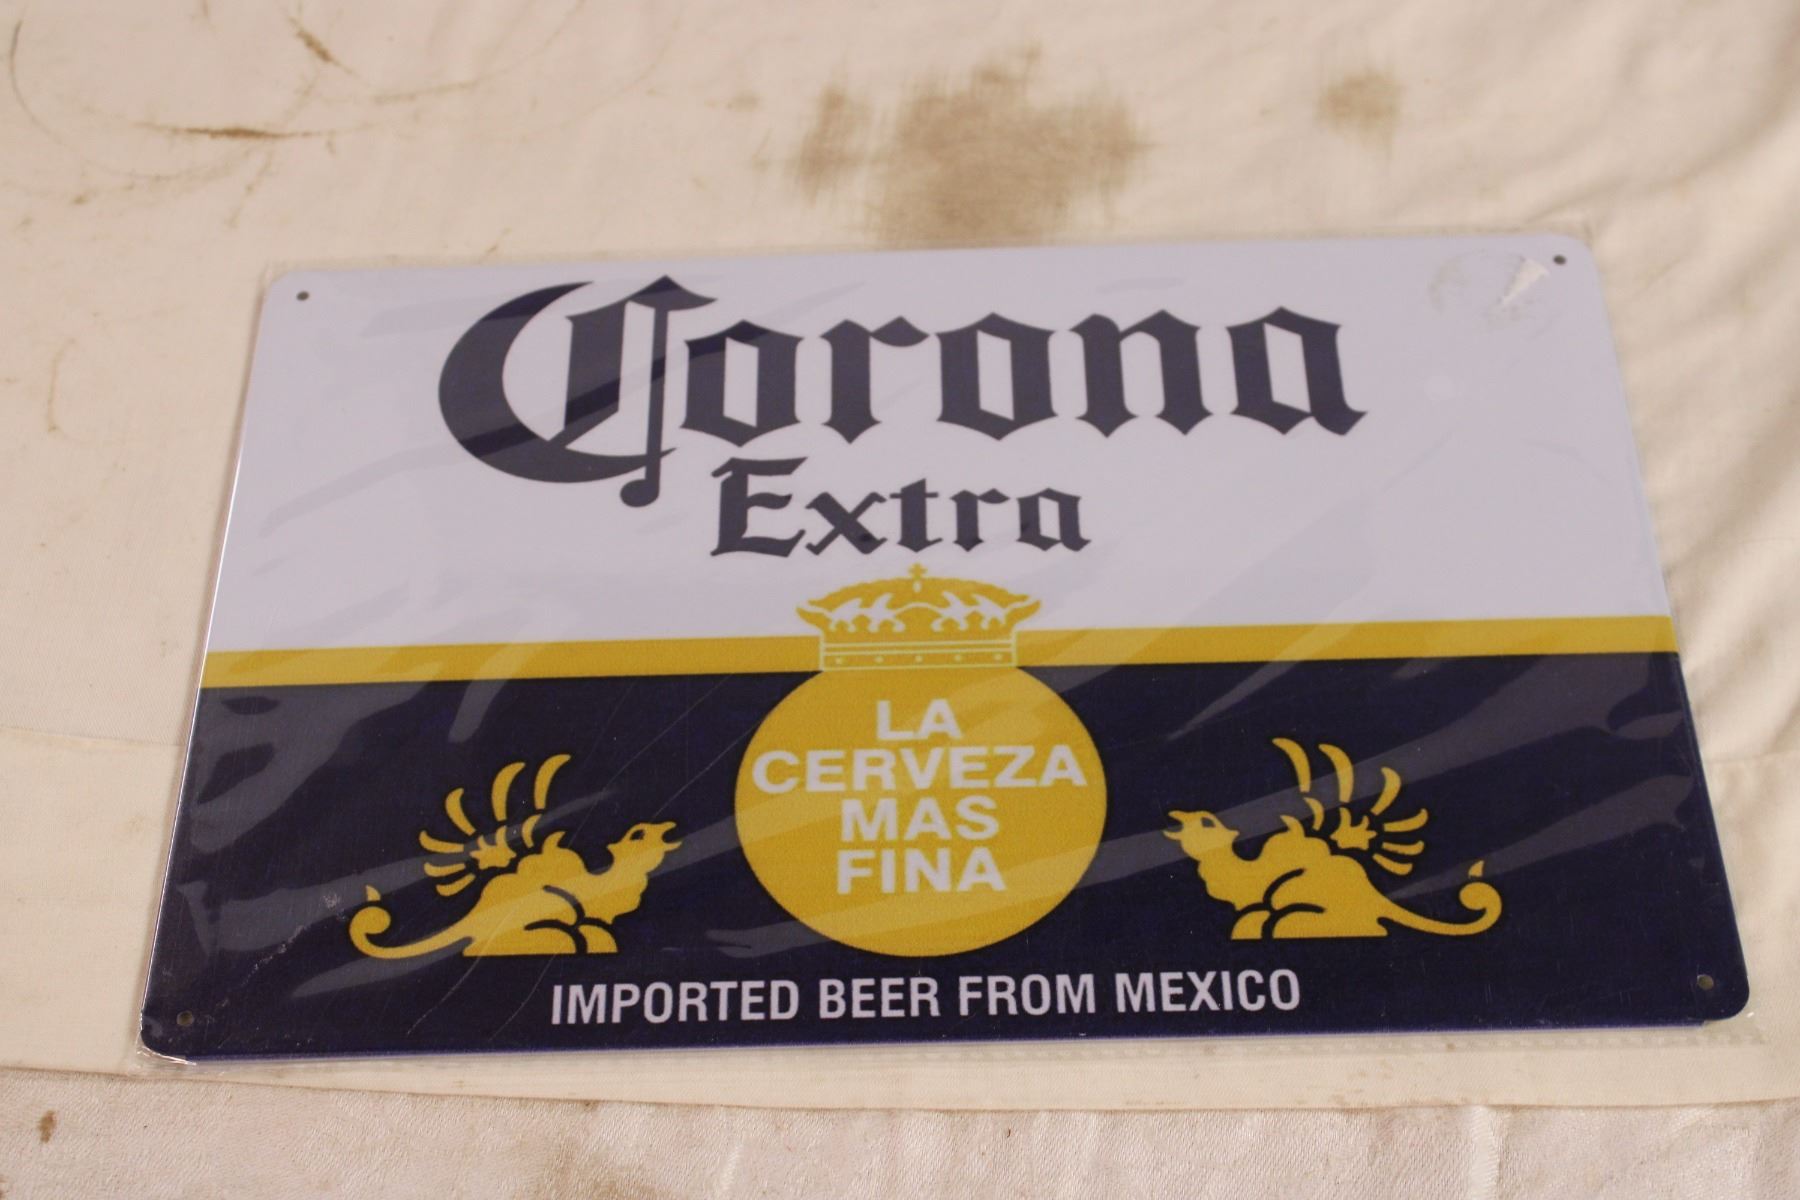 Corona
Extra
LA
CERVEZA
MAS
FINA
IMPORTED BEER FROM MEXICO